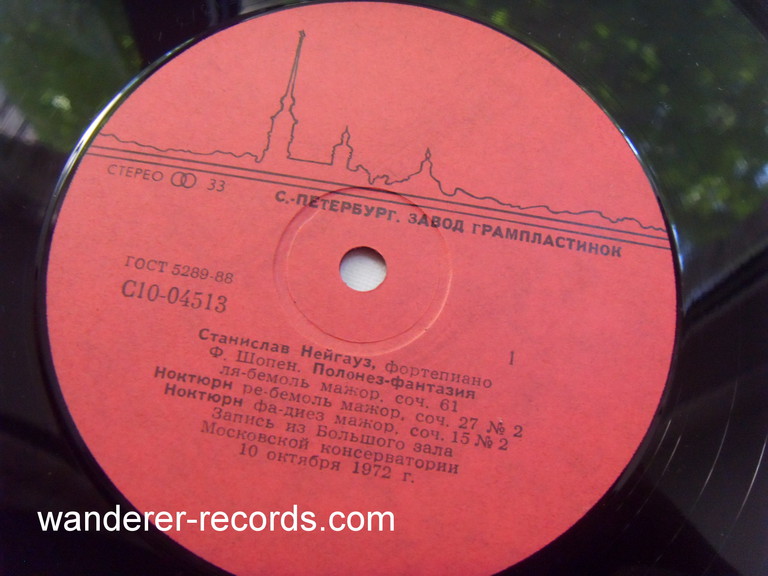 СТЕРЕО 33
С.-ПЕТЕРБУРГ. ЗАВОД ГРАМПЛАСТИНОК
ГОСТ 5289-88
С10-04513
1
Станислав Нейгауз, фортепиано
Ф. Шопен. Полонез-фантазия
ля-бемоль мажор, соч. 61
Ноктюрн ре-бемоль мажор, соч. 27 № 2
Ноктюрн фа-диез мажор, соч. 15 № 2
Запись из Большого зала
Московской консерватории
10 октября 1972 г.
wanderer-records.com